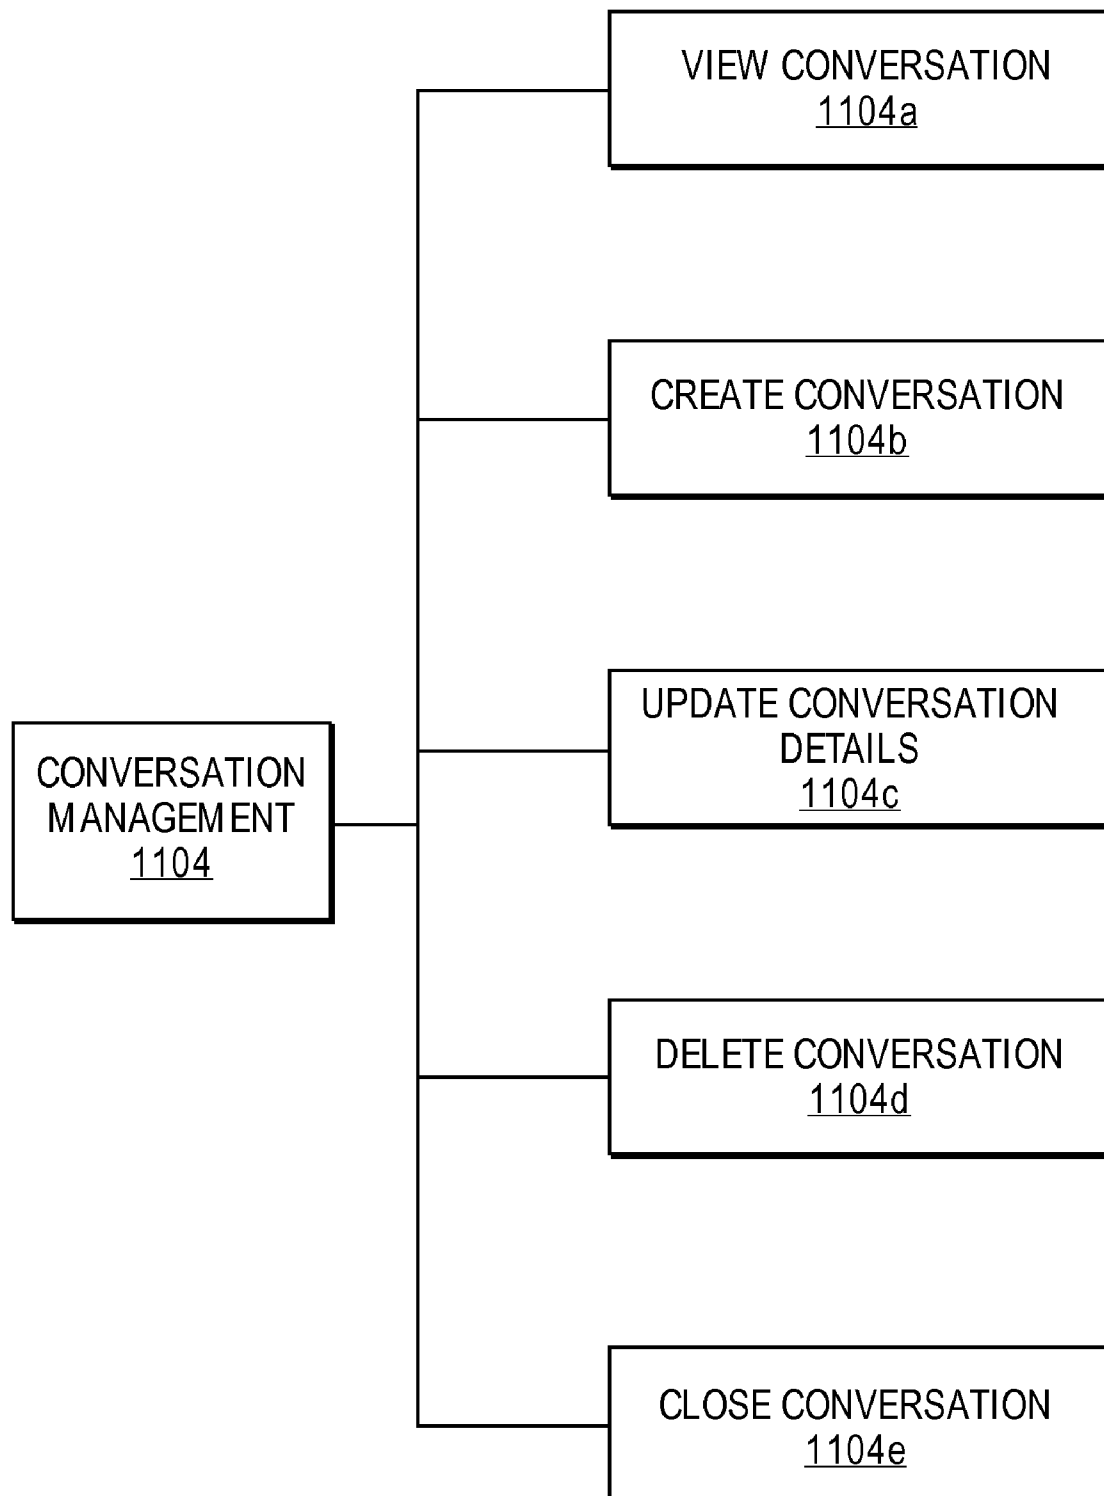 VIEW CONVERSATION
1104a
CREATE CONVERSATION
1104b
UPDATE CONVERSATION
DETAILS
1104c
CONVERSATION
MANAGEMENT
1104
DELETE CONVERSATION
1104d
CLOSE CONVERSATION
1104e